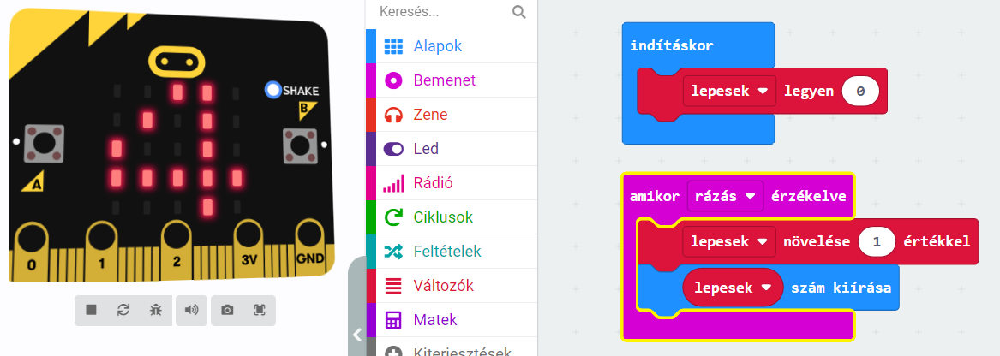 SHAKE
B
A
0 1 2 3V GND
Keresés...
Alapok
Bemenet
Zene
Led
Rádió
Ciklusok
Feltételek
Változók
Matek
Kiterjesztések
indításkor
lepesek legyen 0
amikor rázás érzékelve
lepesek növelése 1 értékkel
lepesek szám kiírása